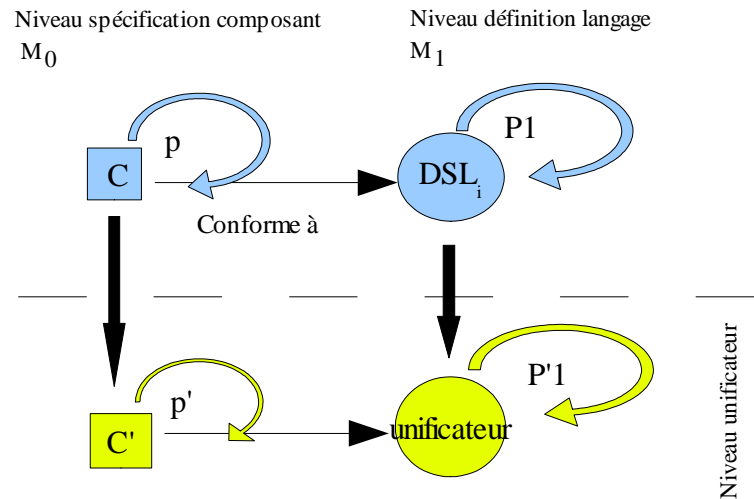 Niveau spécification composant
M0
Niveau définition langage
M1
p
P1
C
DSLi
Conforme à
p'
P'1
C'
unificateur
Niveau unificateur